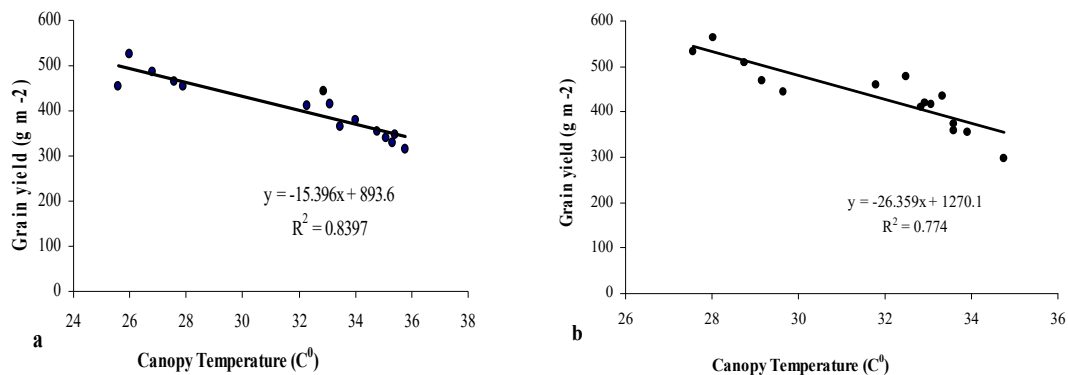 600
500
400
300
200
100
0
Grain yield (g m -2)
y = -15.396x + 893.6
R² = 0.8397
24 26 28 30 32 34 36 38
a
Canopy Temperature (C⁰)
600
500
400
300
200
100
0
Grain yield (g m -2)
y = -26.359x + 1270.1
R² = 0.774
26 28 30 32 34 36
b
Canopy Temperature (C⁰)